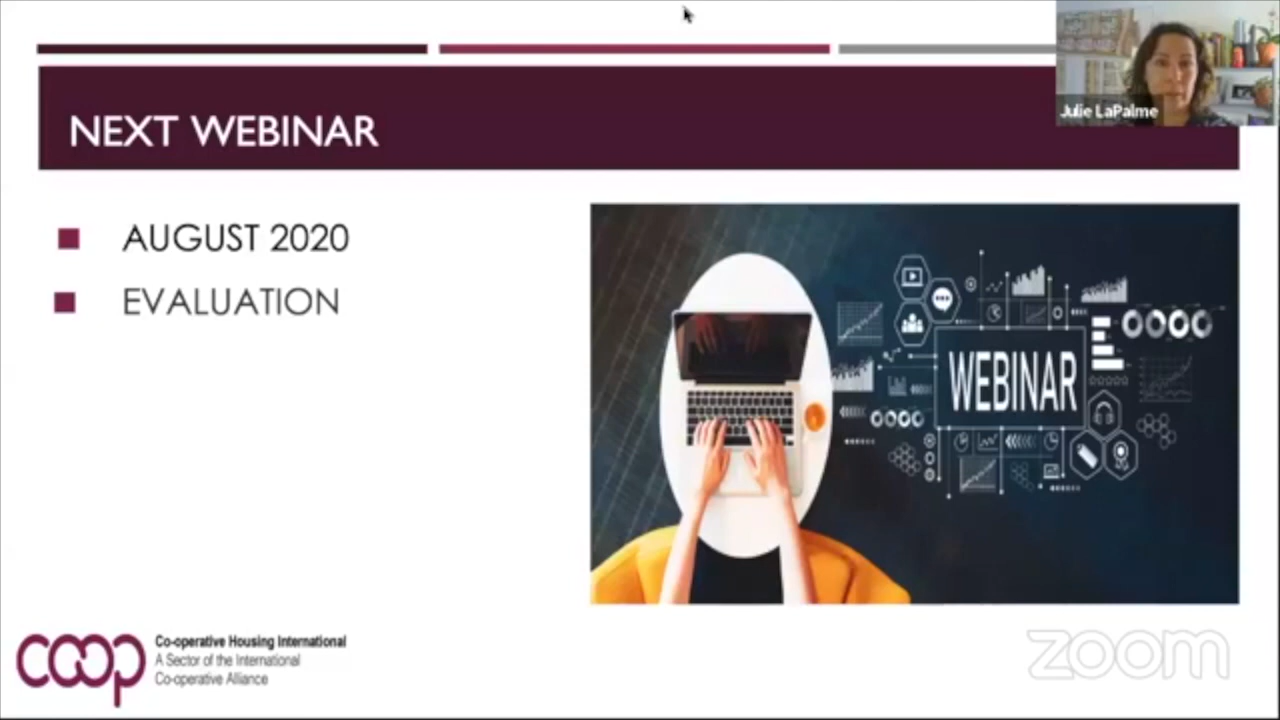 Julie LaPalme
NEXT WEBINAR
AUGUST 2020
EVALUATION
WEBINAR
coop
Co-operative Housing International
A Sector of the International
Co-operative Alliance
zoom